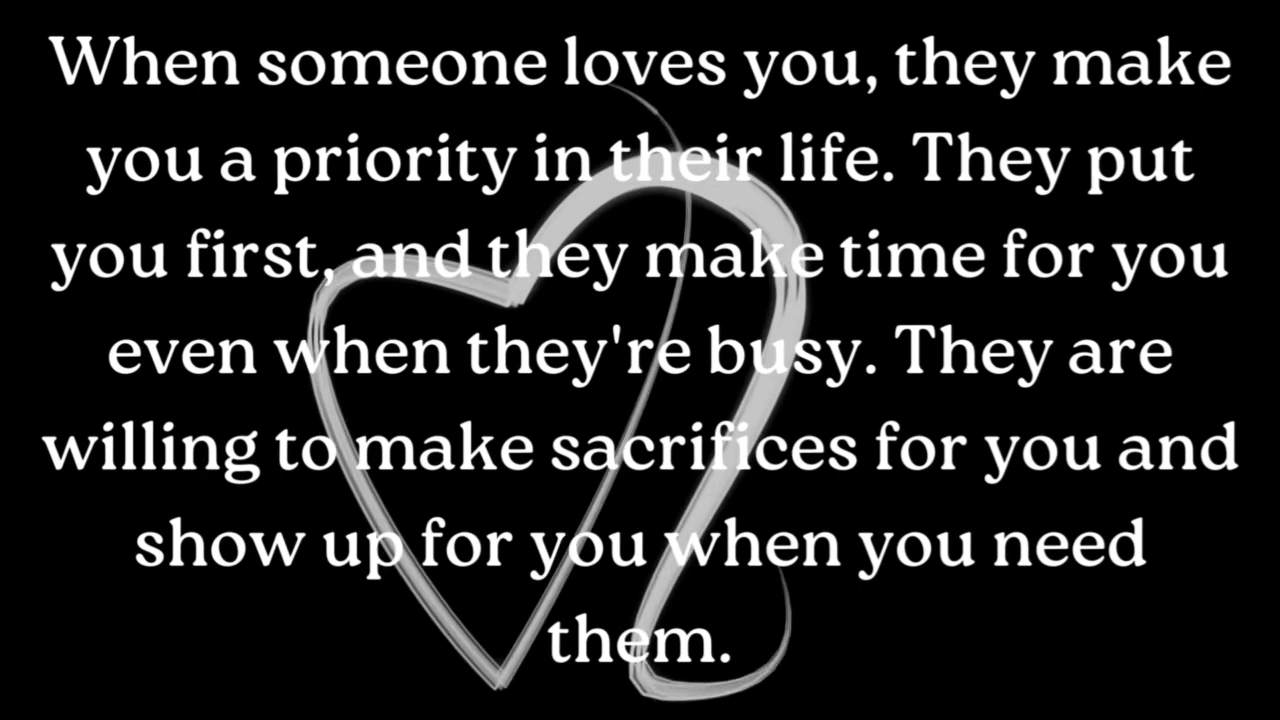 When someone loves you, they make
you a priority in their life. They put
you first, and they make time for you
even when they're busy. They are
willing to make sacrifices for you and
show up for you when you need
them.